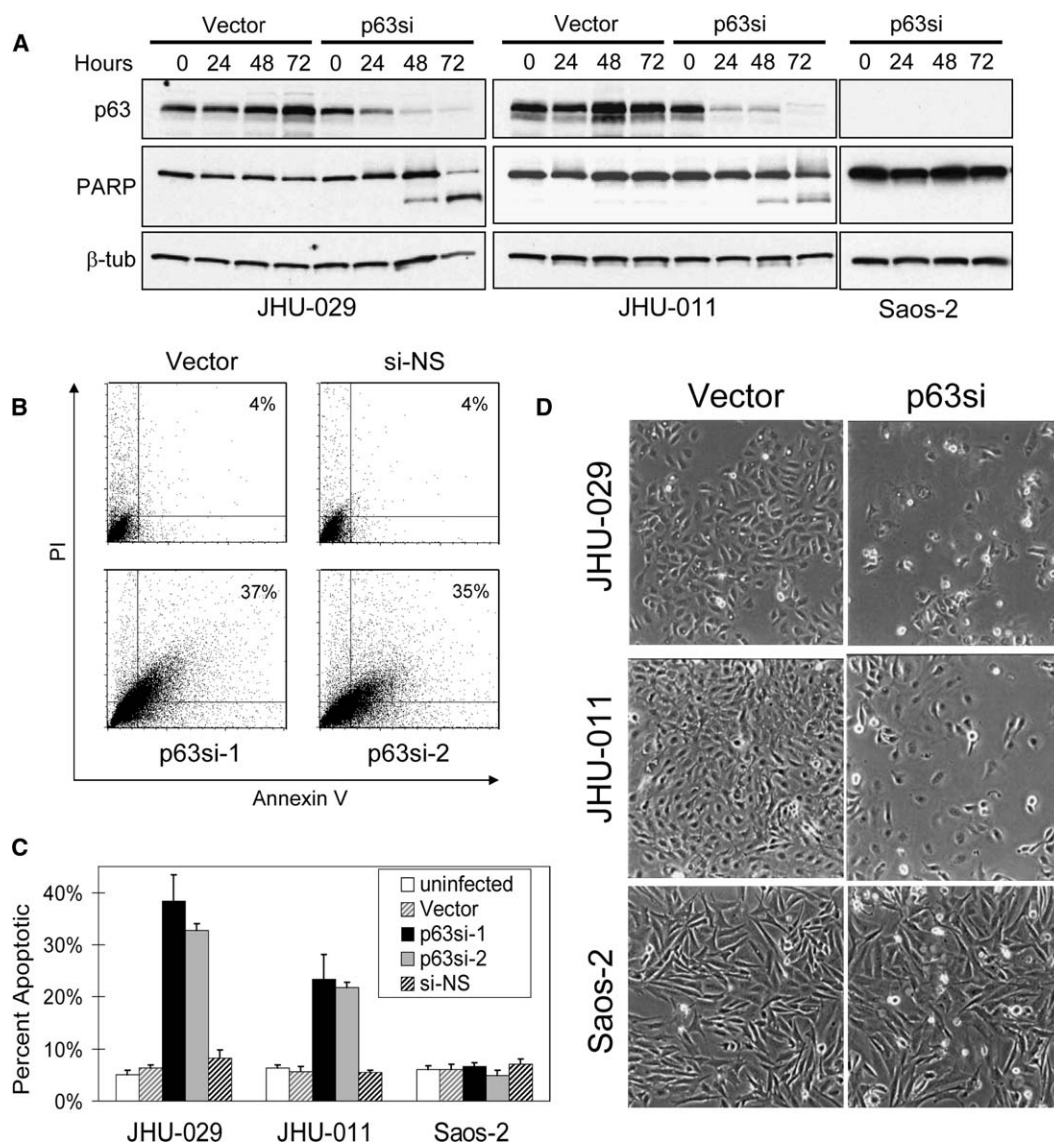 A
Vector p63si Vector p63si p63si
Hours 0 24 48 72 0 24 48 72 0 24 48 72 0 24 48 72 0 24 48 72
p63
PARP
β-tub
JHU-029 JHU-011 Saos-2
B
Vector si-NS
4% 4%
PI
37% 35%
p63si-1 p63si-2
Annexin V
C
Percent Apoptotic
40%
30%
20%
10%
0%
uninfected
Vector
p63si-1
p63si-2
si-NS
JHU-029 JHU-011 Saos-2
D
Vector p63si
JHU-029
JHU-011
Saos-2